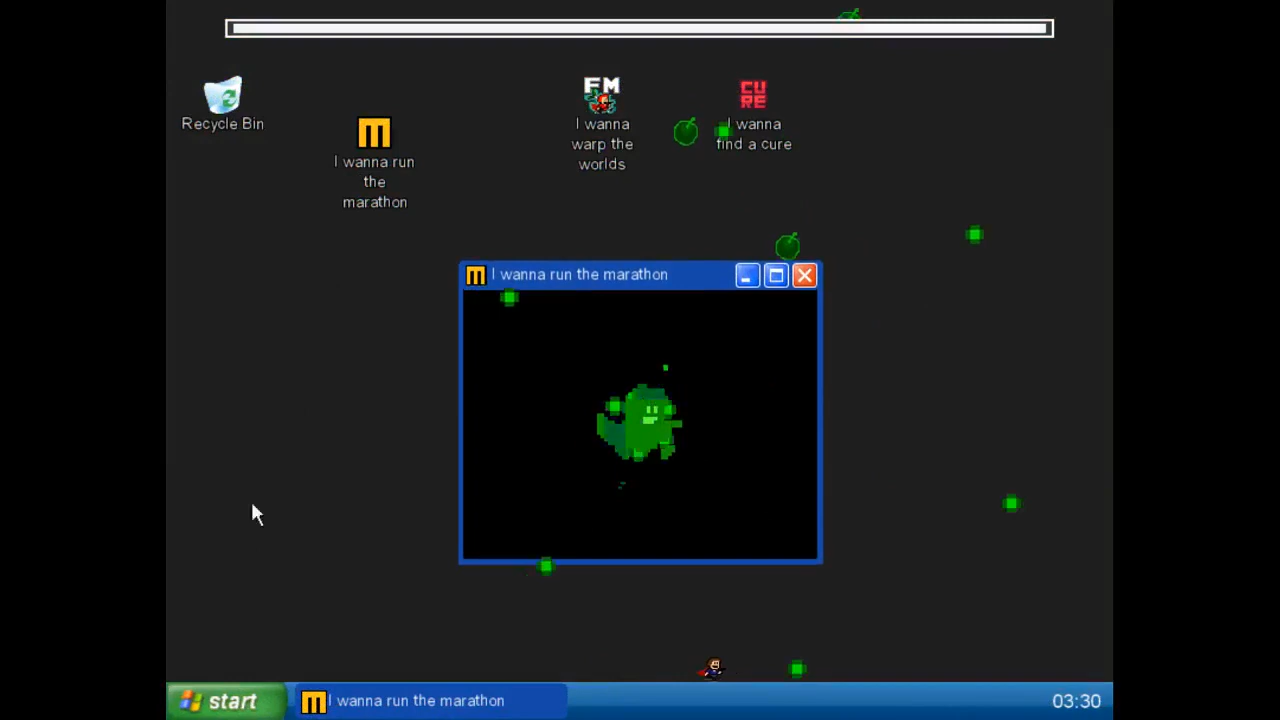 Recycle Bin
I wanna run
the
marathon
FM
I wanna
warp the
worlds
CU
RE
I wanna
find a cure
I wanna run the marathon
start
I wanna run the marathon
03:30